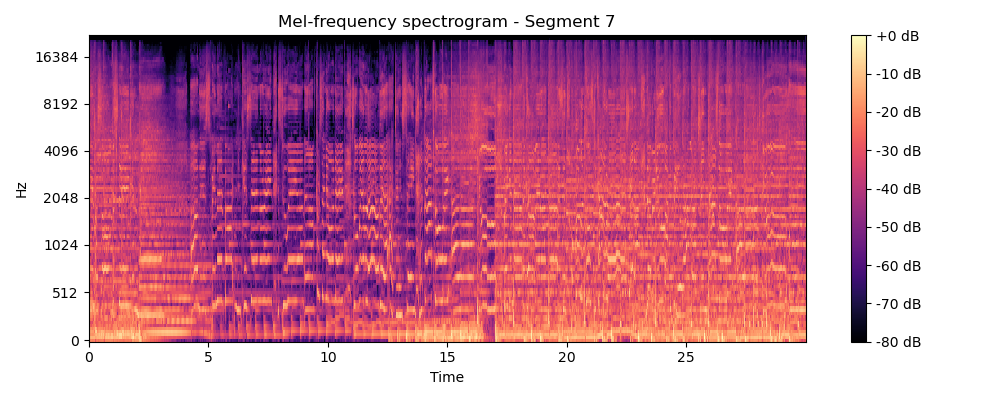 Mel-frequency spectrogram - Segment 7
Hz
16384
8192
4096
2048
1024
512
0
0 5 10 15 20 25
Time
+0 dB
-10 dB
-20 dB
-30 dB
-40 dB
-50 dB
-60 dB
-70 dB
-80 dB